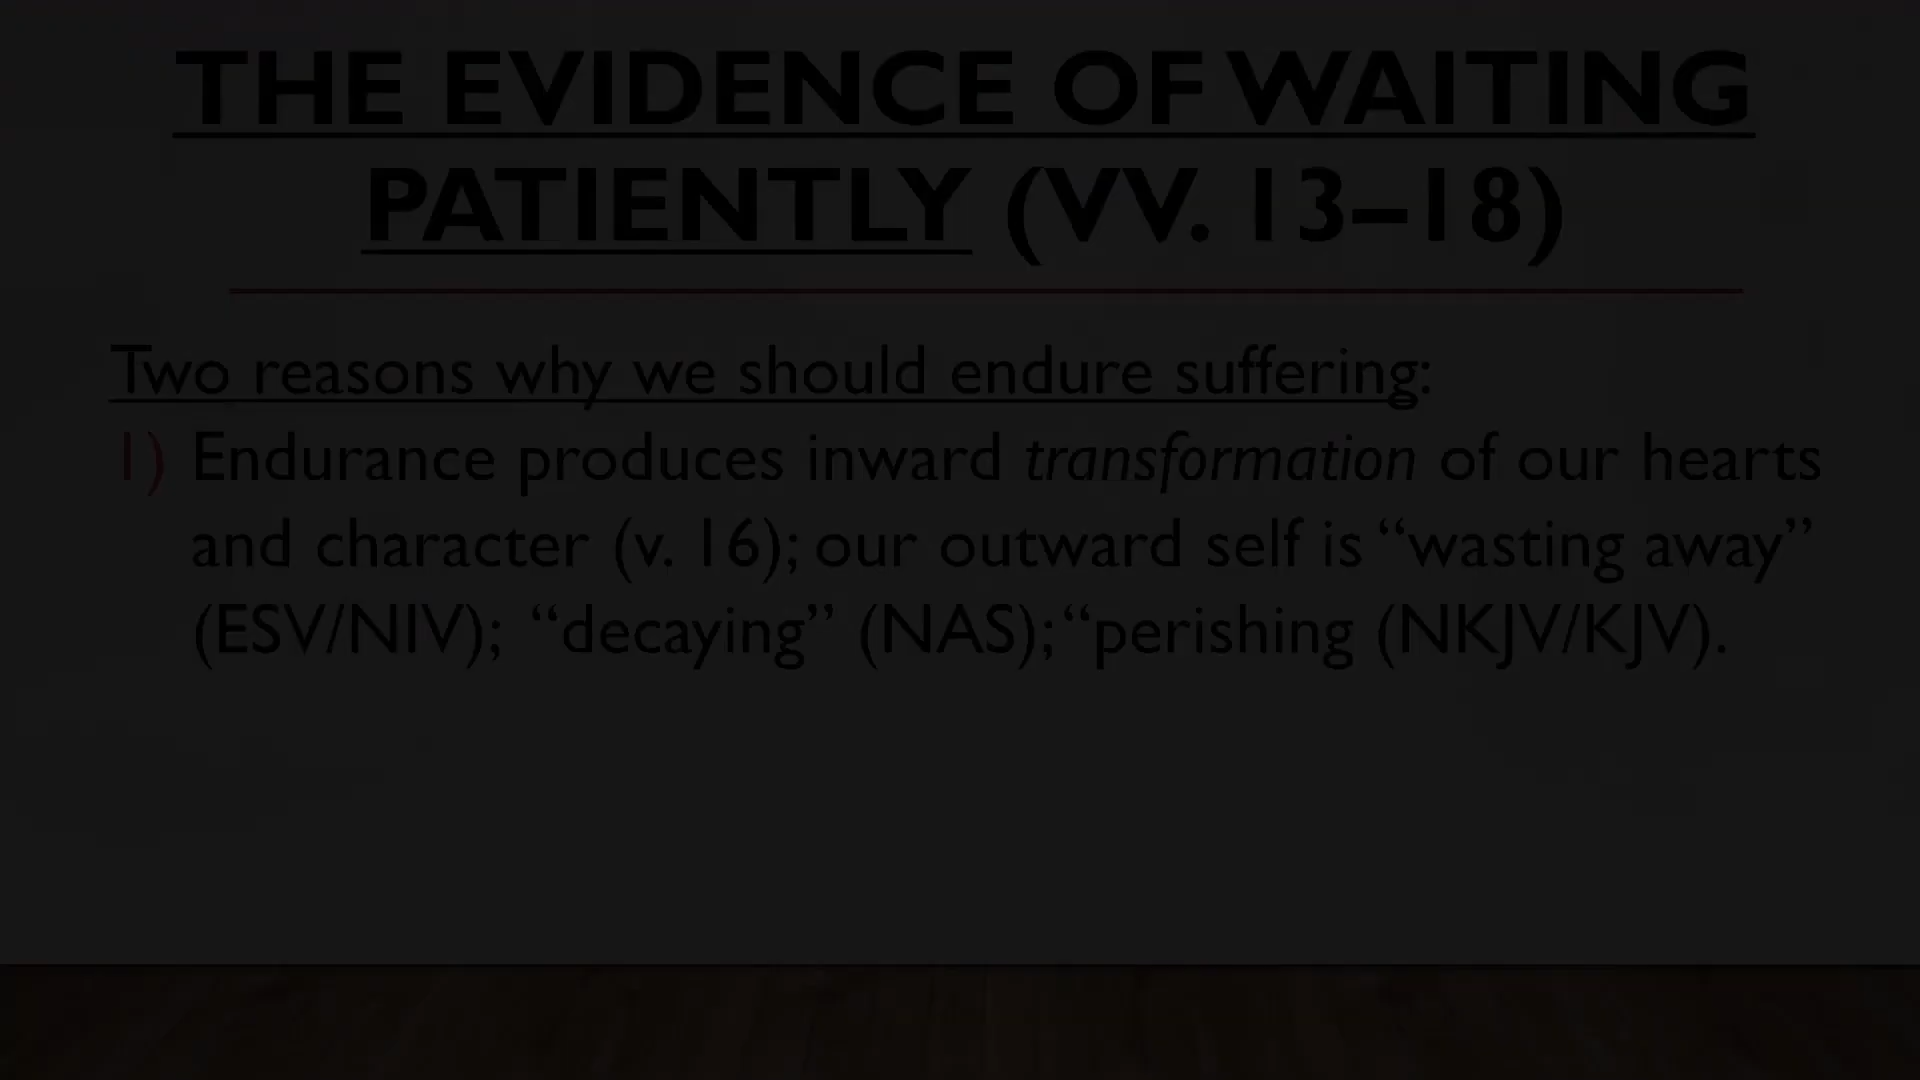 THE EVIDENCE OF WAITING
PATIENTLY (VV. 13–18)
Two reasons why we should endure suffering:
1) Endurance produces inward transformation of our hearts
and character (v. 16); our outward self is “wasting away”
(ESV/NIV); “decaying” (NAS); “perishing (NKJV/KJV).